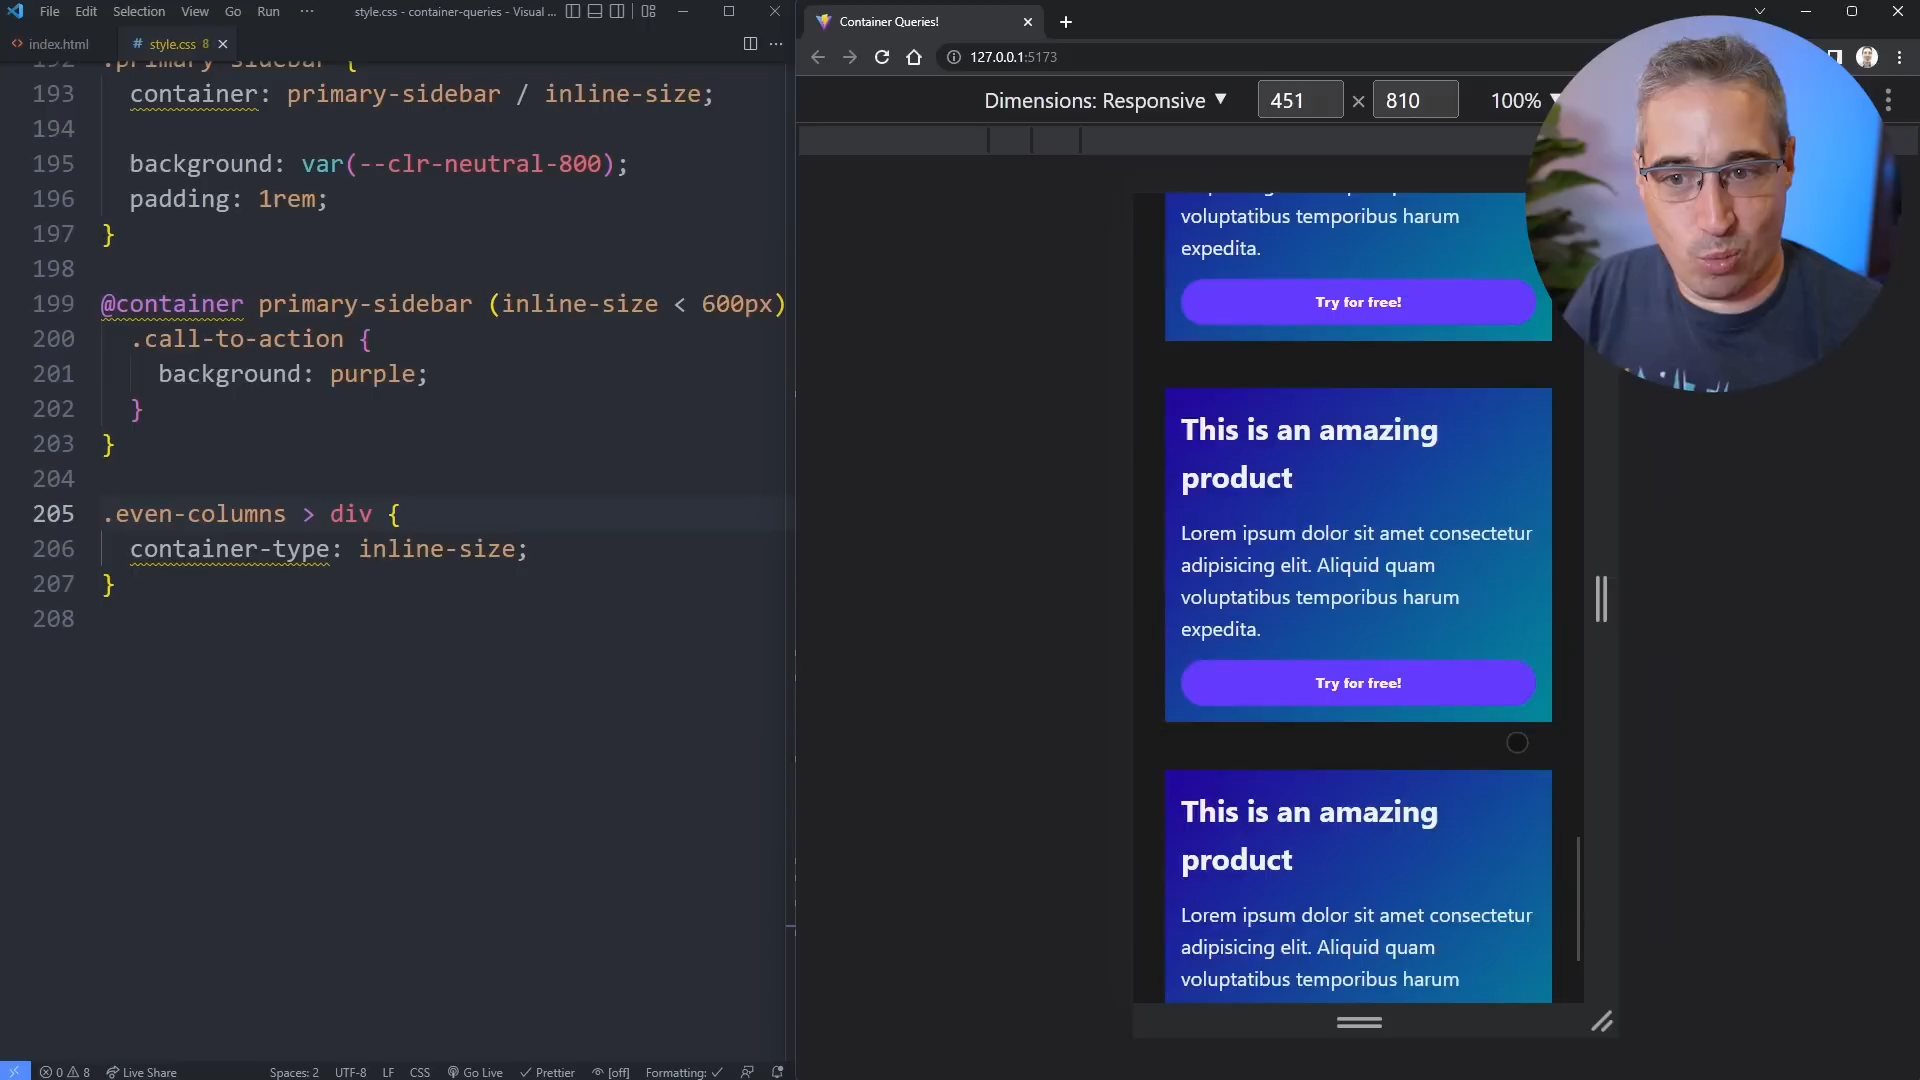 File Edit Selection View Go Run ··· style.css - container-queries - Visual ...
index.html # style.css 8
192 .primary-sidebar {
193 container: primary-sidebar / inline-size;
194
195 background: var(--clr-neutral-800);
196 padding: 1rem;
197 }
198
199 @container primary-sidebar (inline-size < 600px)
200 .call-to-action {
201 background: purple;
202 }
203 }
204
205 .even-columns > div {
206 container-type: inline-size;
207 }
208
0 8 Live Share Spaces: 2 UTF-8 LF CSS Go Live Prettier [off] Formatting:
Container Queries!
127.0.0.1:5173
Dimensions: Responsive 451 × 810 100%
voluptatibus temporibus harum
expedita.
Try for free!
This is an amazing
product
Lorem ipsum dolor sit amet consectetur
adipisicing elit. Aliquid quam
voluptatibus temporibus harum
expedita.
Try for free!
This is an amazing
product
Lorem ipsum dolor sit amet consectetur
adipisicing elit. Aliquid quam
voluptatibus temporibus harum